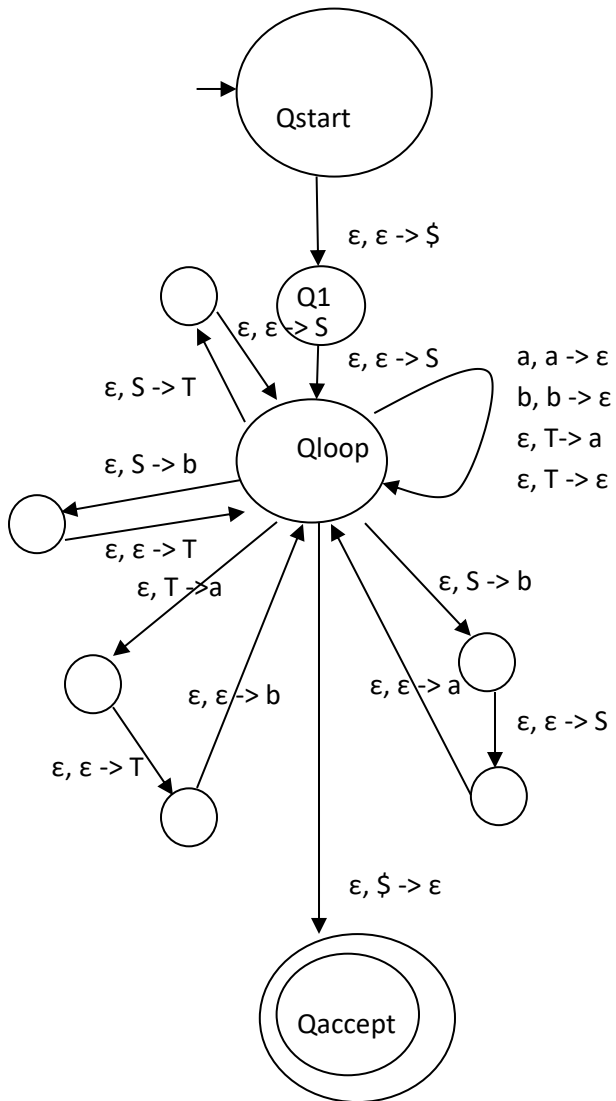 Qstart
ε, ε -> $
Q1
ε, ε -> S
ε, ε -> S
a, a -> ε
b, b -> ε
ε, T-> a
ε, T -> ε
ε, S -> T
Qloop
ε, S -> b
ε, ε -> T
ε, T ->a
ε, S -> b
ε, ε -> a
ε, ε -> b
ε, ε -> S
ε, ε -> T
ε, $ -> ε
Qaccept